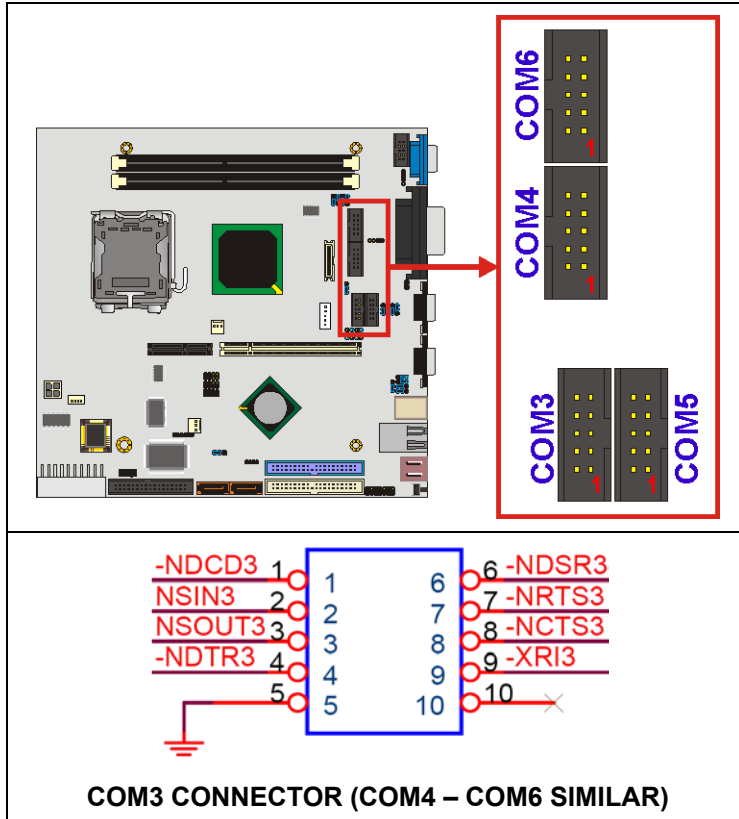 COM6
1
COM4
1
COM3
1
COM5
1
-NDCD3 1 1 6 6 -NDSR3
NSIN3 2 2 7 7 -NRTS3
NSOUT3 3 3 8 8 -NCTS3
-NDTR3 4 4 9 9 -XRI3
5 5 10 10
COM3 CONNECTOR (COM4 – COM6 SIMILAR)